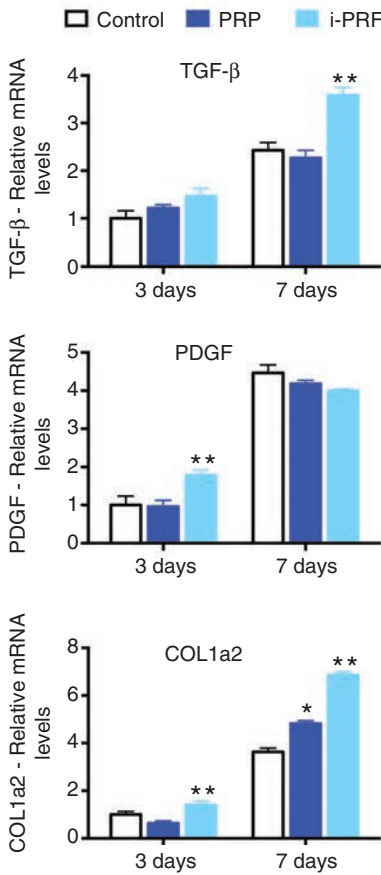 Control PRP i-PRF
TGF-β
TGF-β - Relative mRNA
levels
4
3
2
1
0
**
3 days 7 days
PDGF
PDGF - Relative mRNA
levels
5
4
3
2
1
0
**
3 days 7 days
COL1a2
COL1a2 - Relative mRNA
levels
8
6
4
2
0
**
*
**
3 days 7 days